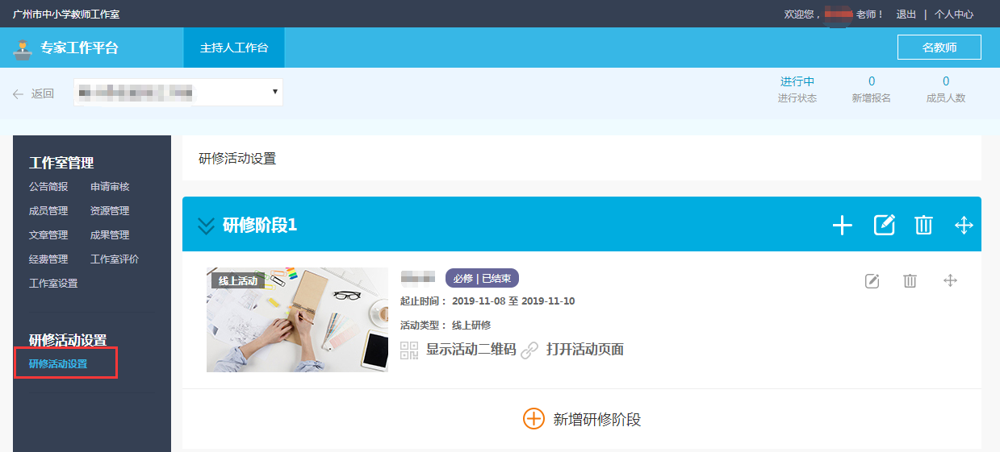 广州市中小学教师工作室
欢迎您， 老师！ 退出 | 个人中心
专家工作平台
主持人工作台
名教师
返回
进行中 0 0
进行状态 新增报名 成员人数
工作室管理
公告简报 申请审核
成员管理 资源管理
文章管理 成果管理
经费管理 工作室评价
工作室设置
研修活动设置
研修活动设置
研修活动设置
研修阶段1
线上活动
必修 | 已结束
起止时间： 2019-11-08 至 2019-11-10
活动类型： 线上研修
显示活动二维码 打开活动页面
新增研修阶段